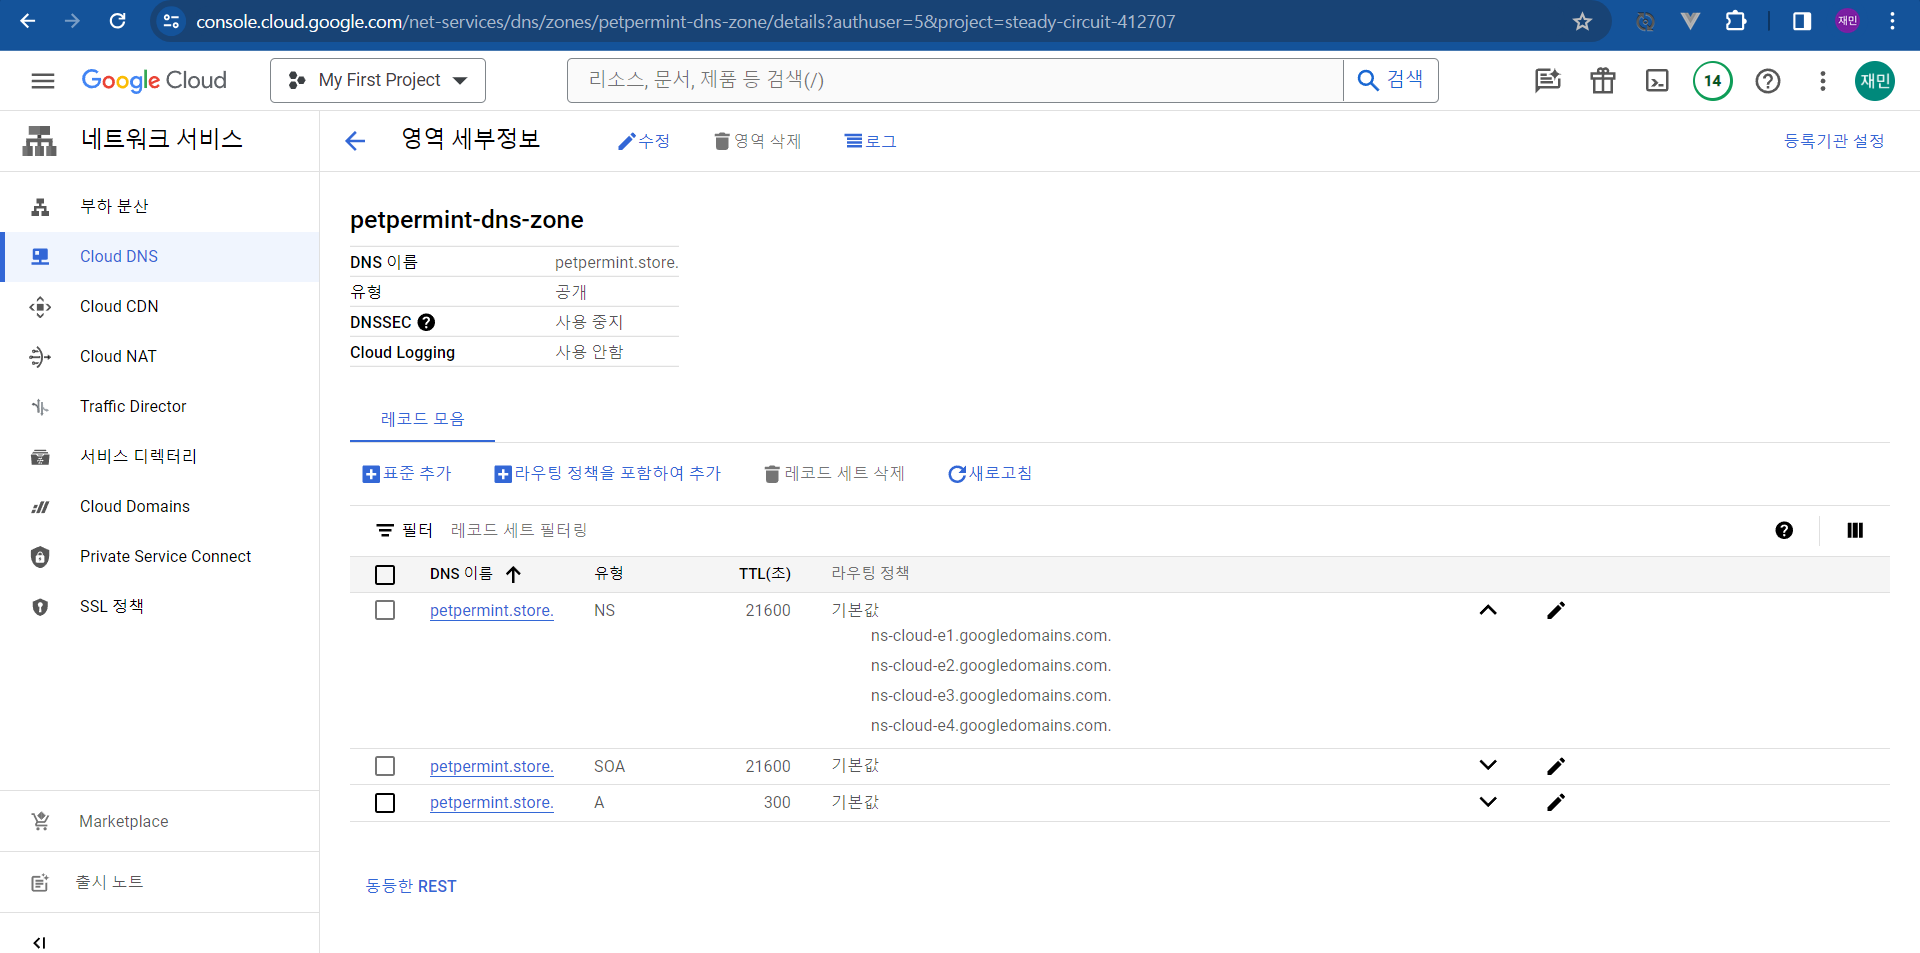 console.cloud.google.com/net-services/dns/zones/petpermint-dns-zone/details?authuser=5&project=steady-circuit-412707
재민
Google Cloud
My First Project
리소스, 문서, 제품 등 검색(/)
검색
14
재민
네트워크 서비스
영역 세부정보
수정
영역 삭제
로그
등록기관 설정
부하 분산
Cloud DNS
Cloud CDN
Cloud NAT
Traffic Director
서비스 디렉터리
Cloud Domains
Private Service Connect
SSL 정책
Marketplace
출시 노트
petpermint-dns-zone
DNS 이름 petpermint.store.
유형 공개
DNSSEC 사용 중지
Cloud Logging 사용 안함
레코드 모음
표준 추가
라우팅 정책을 포함하여 추가
레코드 세트 삭제
새로고침
필터 레코드 세트 필터링
DNS 이름 유형 TTL(초) 라우팅 정책
petpermint.store. NS 21600 기본값
ns-cloud-e1.googledomains.com.
ns-cloud-e2.googledomains.com.
ns-cloud-e3.googledomains.com.
ns-cloud-e4.googledomains.com.
petpermint.store. SOA 21600 기본값
petpermint.store. A 300 기본값
동등한 REST